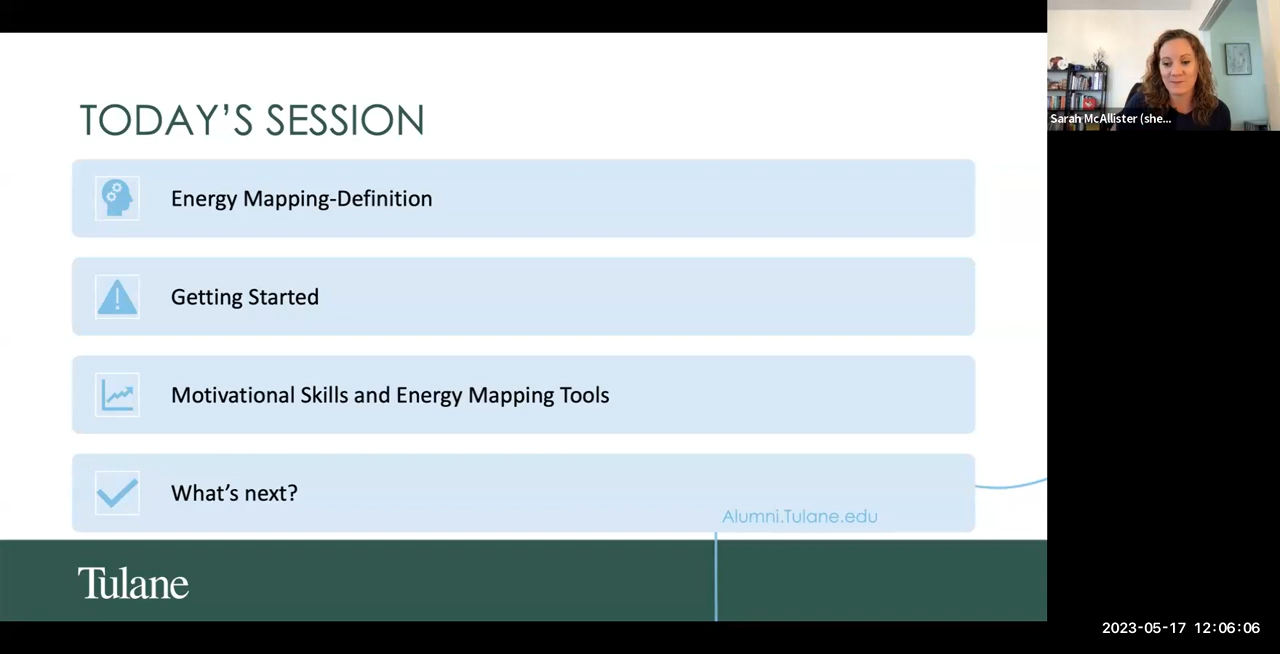 TODAY'S SESSION
Energy Mapping-Definition
Getting Started
Motivational Skills and Energy Mapping Tools
What's next?
Alumni.Tulane.edu
Tulane
Sarah McAllister (she...
2023-05-17 12:06:06